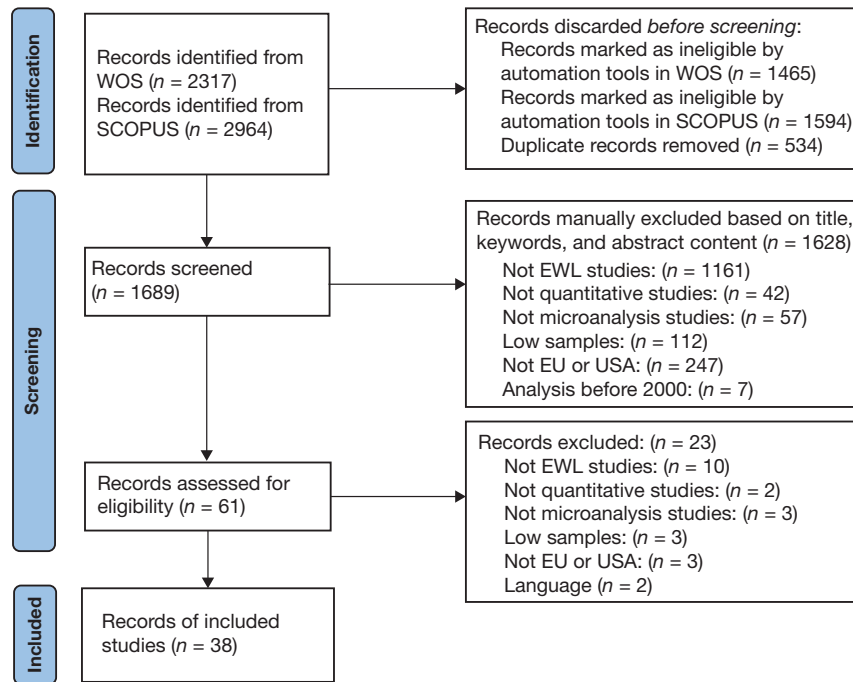 Identification
Records identified from
WOS (n = 2317)
Records identified from
SCOPUS (n = 2964)
Records discarded before screening:
Records marked as ineligible by
automation tools in WOS (n = 1465)
Records marked as ineligible by
automation tools in SCOPUS (n = 1594)
Duplicate records removed (n = 534)
Screening
Records screened
(n = 1689)
Records manually excluded based on title,
keywords, and abstract content (n = 1628)
Not EWL studies: (n = 1161)
Not quantitative studies: (n = 42)
Not microanalysis studies: (n = 57)
Low samples: (n = 112)
Not EU or USA: (n = 247)
Analysis before 2000: (n = 7)
Records assessed for
eligibility (n = 61)
Records excluded: (n = 23)
Not EWL studies: (n = 10)
Not quantitative studies: (n = 2)
Not microanalysis studies: (n = 3)
Low samples: (n = 3)
Not EU or USA: (n = 3)
Language (n = 2)
Included
Records of included
studies (n = 38)